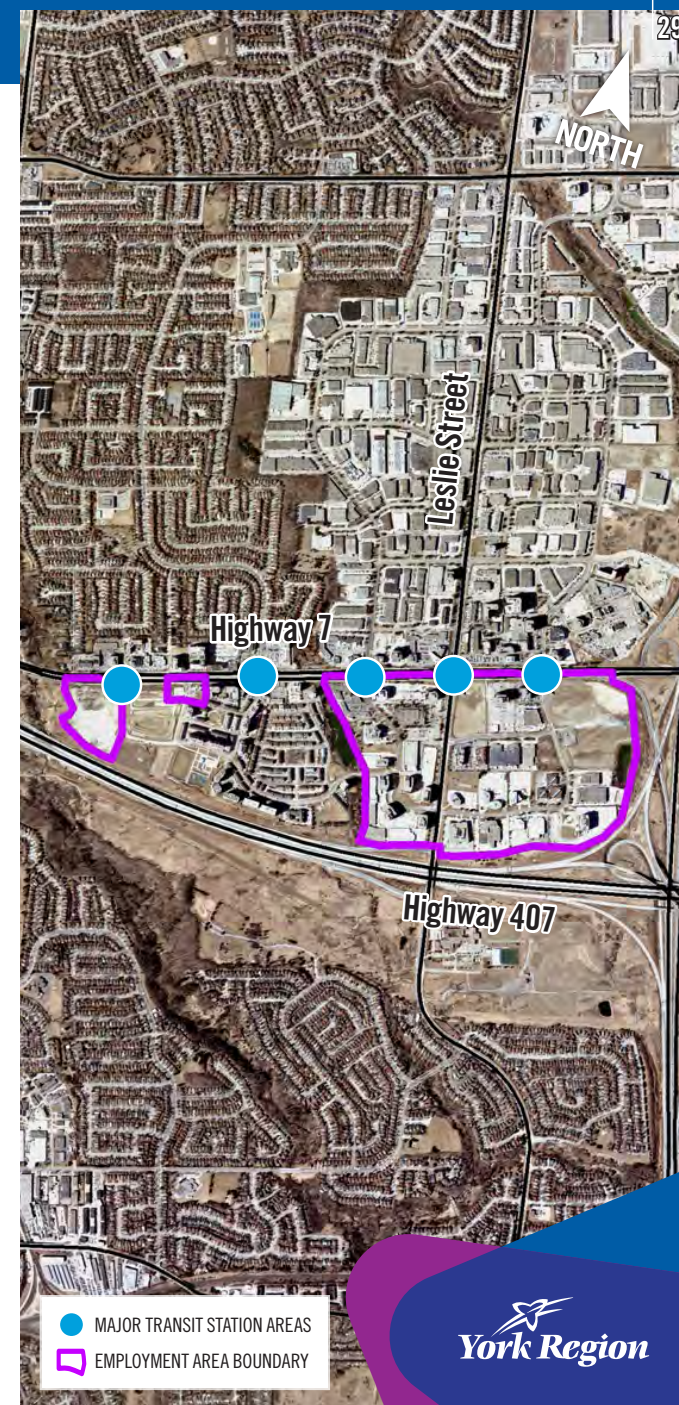 29
NORTH
Leslie Street
Highway 7
Highway 407
MAJOR TRANSIT STATION AREAS
EMPLOYMENT AREA BOUNDARY
York Region